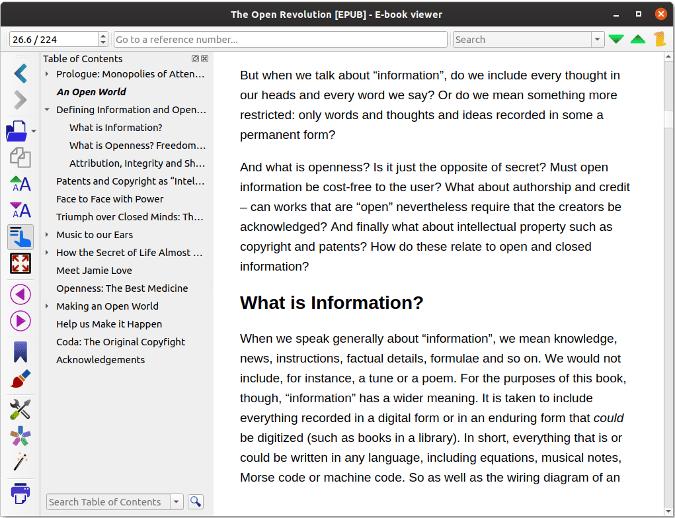 The Open Revolution [EPUB] - E-book viewer
26.6 / 224
Go to a reference number...
Search
Table of Contents
Prologue: Monopolies of Atten...
An Open World
Defining Information and Open...
What is Information?
What is Openness? Freedom...
Attribution, Integrity and Sh...
Patents and Copyright as “Intel...
Face to Face with Power
Triumph over Closed Minds: Th...
Music to our Ears
How the Secret of Life Almost ...
Meet Jamie Love
Openness: The Best Medicine
Making an Open World
Help us Make it Happen
Coda: The Original Copyfight
Acknowledgements
Search Table of Contents
But when we talk about “information”, do we include every thought in
our heads and every word we say? Or do we mean something more
restricted: only words and thoughts and ideas recorded in some a
permanent form?
And what is openness? Is it just the opposite of secret? Must open
information be cost-free to the user? What about authorship and credit
– can works that are “open” nevertheless require that the creators be
acknowledged? And finally what about intellectual property such as
copyright and patents? How do these relate to open and closed
information?
What is Information?
When we speak generally about “information”, we mean knowledge,
news, instructions, factual details, formulae and so on. We would not
include, for instance, a tune or a poem. For the purposes of this book,
though, “information” has a wider meaning. It is taken to include
everything recorded in a digital form or in an enduring form that could
be digitized (such as books in a library). In short, everything that is or
could be written in any language, including equations, musical notes,
Morse code or machine code. So as well as the wiring diagram of an